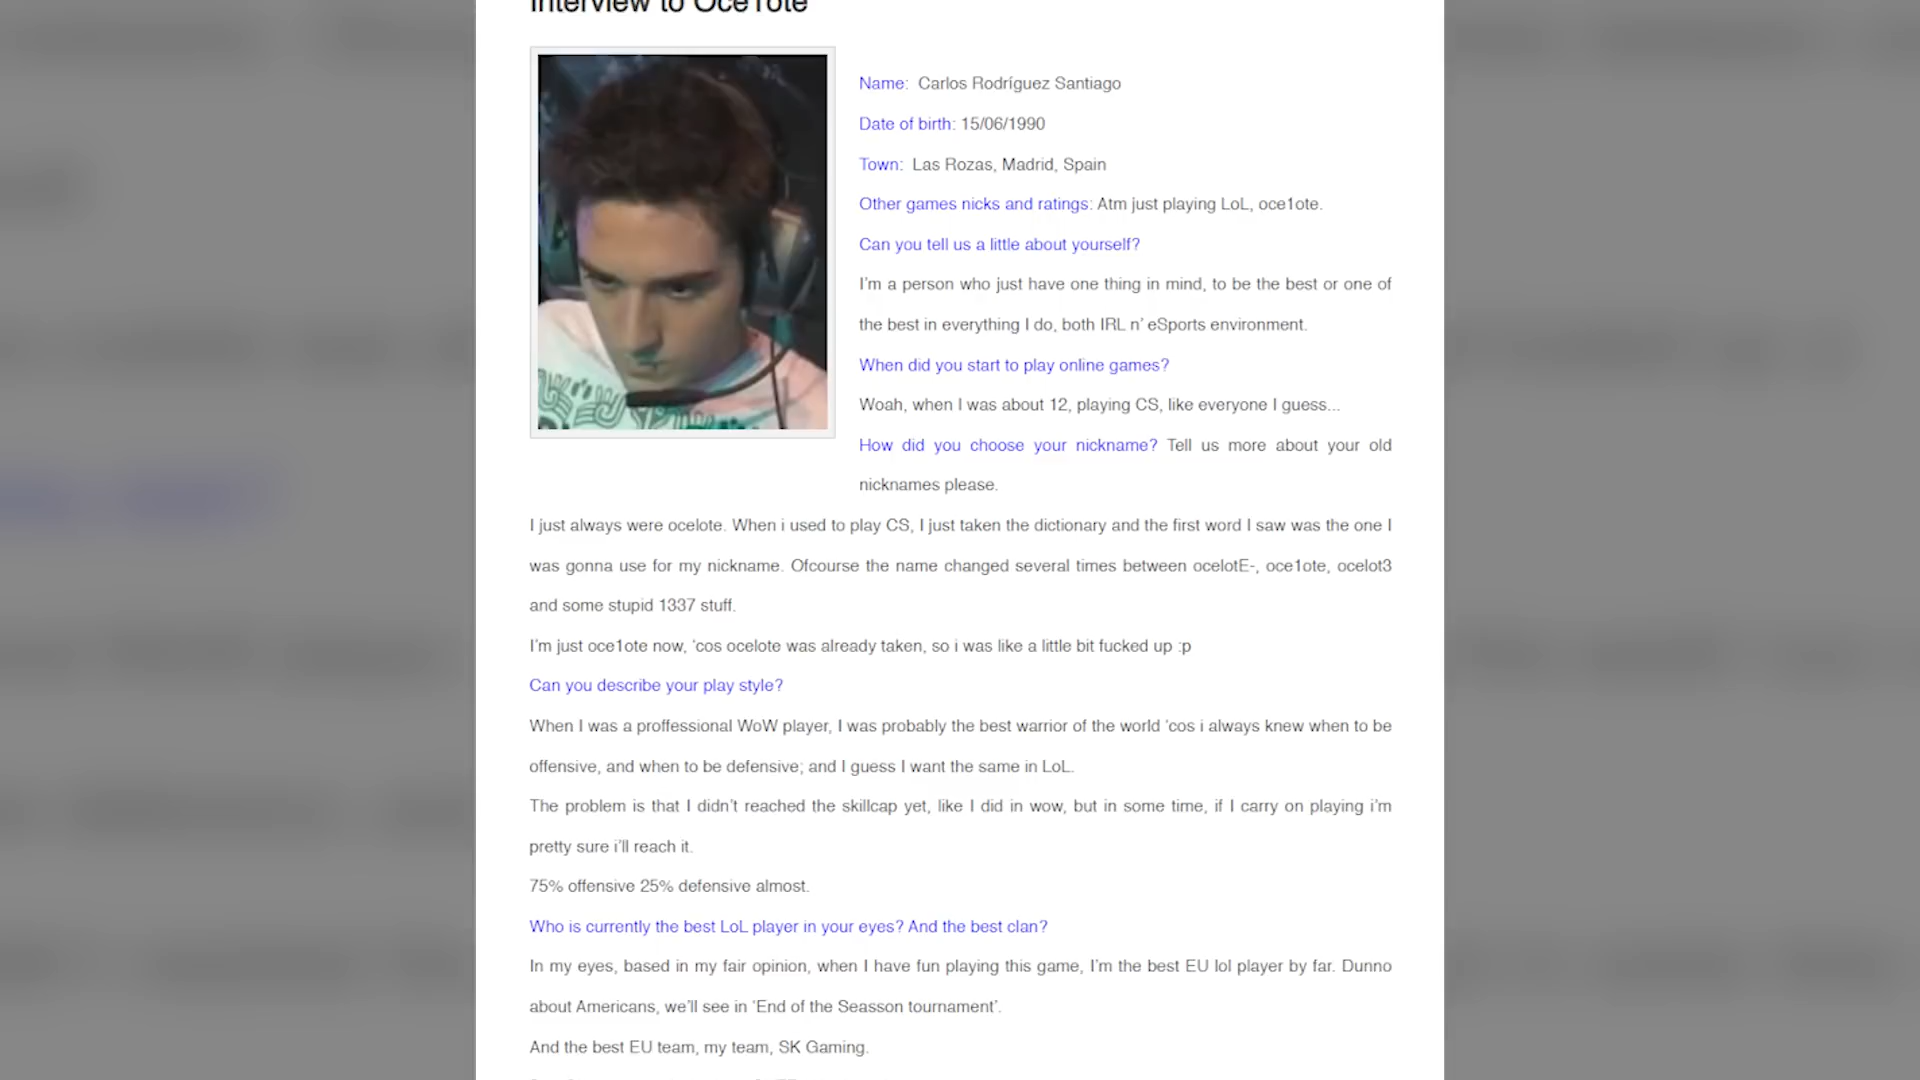 Interview to Oce1ote
Name: Carlos Rodríguez Santiago
Date of birth: 15/06/1990
Town: Las Rozas, Madrid, Spain
Other games nicks and ratings: Atm just playing LoL, oce1ote.
Can you tell us a little about yourself?
I'm a person who just have one thing in mind, to be the best or one of
the best in everything I do, both IRL n' eSports environment.
When did you start to play online games?
Woah, when I was about 12, playing CS, like everyone I guess...
How did you choose your nickname? Tell us more about your old
nicknames please.
I just always were ocelote. When i used to play CS, I just taken the dictionary and the first word I saw was the one I
was gonna use for my nickname. Ofcourse the name changed several times between ocelotE-, oce1ote, ocelot3
and some stupid 1337 stuff.
I'm just oce1ote now, 'cos ocelote was already taken, so i was like a little bit fucked up :p
Can you describe your play style?
When I was a proffessional WoW player, I was probably the best warrior of the world 'cos i always knew when to be
offensive, and when to be defensive; and I guess I want the same in LoL.
The problem is that I didn't reached the skillcap yet, like I did in wow, but in some time, if I carry on playing i'm
pretty sure i'll reach it.
75% offensive 25% defensive almost.
Who is currently the best LoL player in your eyes? And the best clan?
In my eyes, based in my fair opinion, when I have fun playing this game, I'm the best EU lol player by far. Dunno
about Americans, we'll see in 'End of the Seasson tournament'.
And the best EU team, my team, SK Gaming.